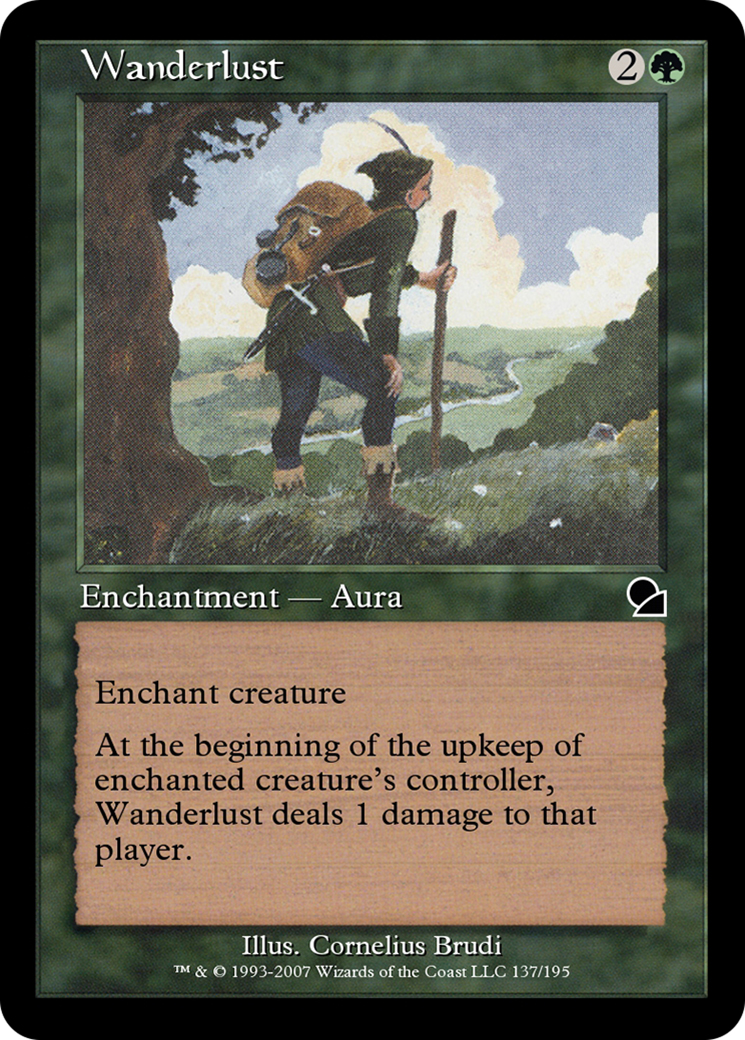 Wanderlust 2
Enchantment — Aura
Enchant creature
At the beginning of the upkeep of
enchanted creature's controller,
Wanderlust deals 1 damage to that
player.
Illus. Cornelius Brudi
™ & © 1993-2007 Wizards of the Coast LLC 137/195